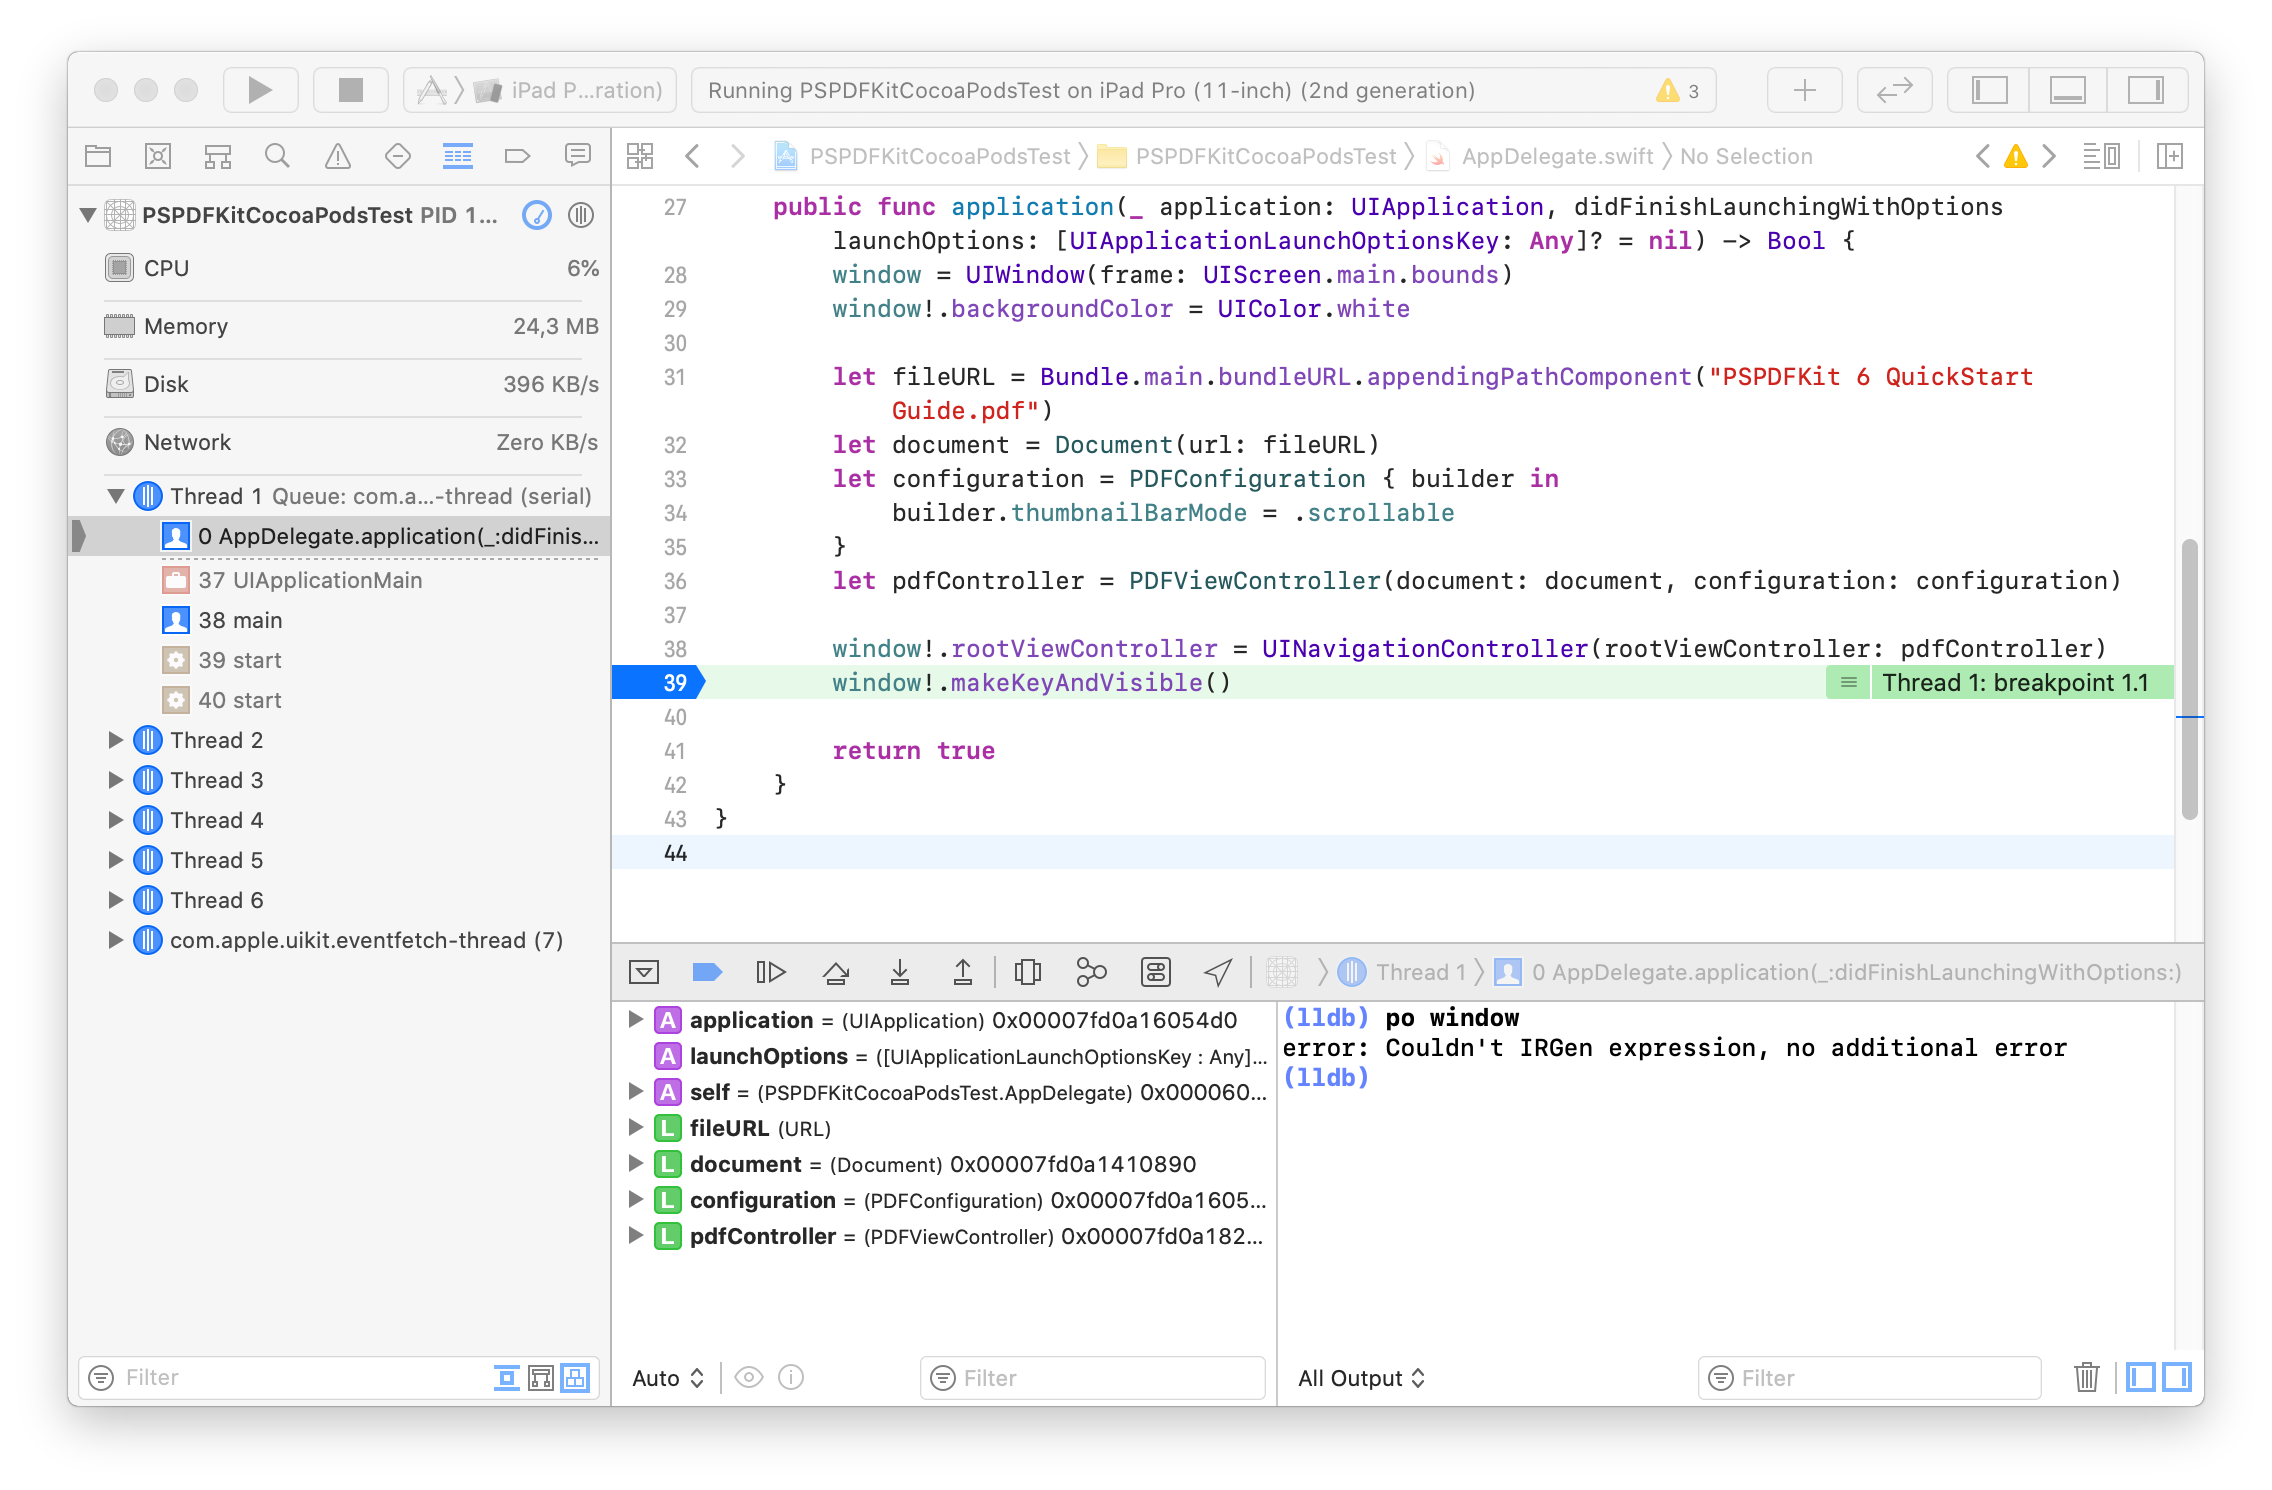 iPad P...ration)
Running PSPDFKitCocoaPodsTest on iPad Pro (11-inch) (2nd generation)
3
PSPDFKitCocoaPodsTest PID 1...
CPU 6%
Memory 24,3 MB
Disk 396 KB/s
Network Zero KB/s
Thread 1 Queue: com.a...-thread (serial)
0 AppDelegate.application(_:didFinis...
37 UIApplicationMain
38 main
39 start
40 start
Thread 2
Thread 3
Thread 4
Thread 5
Thread 6
com.apple.uikit.eventfetch-thread (7)
Filter
PSPDFKitCocoaPodsTest PSPDFKitCocoaPodsTest AppDelegate.swift No Selection
27 public func application(_ application: UIApplication, didFinishLaunchingWithOptions
launchOptions: [UIApplicationLaunchOptionsKey: Any]? = nil) -> Bool {
28 window = UIWindow(frame: UIScreen.main.bounds)
29 window!.backgroundColor = UIColor.white
30
31 let fileURL = Bundle.main.bundleURL.appendingPathComponent("PSPDFKit 6 QuickStart
Guide.pdf")
32 let document = Document(url: fileURL)
33 let configuration = PDFConfiguration { builder in
34 builder.thumbnailBarMode = .scrollable
35 }
36 let pdfController = PDFViewController(document: document, configuration: configuration)
37
38 window!.rootViewController = UINavigationController(rootViewController: pdfController)
39 window!.makeKeyAndVisible() Thread 1: breakpoint 1.1
40
41 return true
42 }
43 }
44
Thread 1 0 AppDelegate.application(_:didFinishLaunchingWithOptions:)
A application = (UIApplication) 0x00007fd0a16054d0
A launchOptions = ([UIApplicationLaunchOptionsKey : Any]...
A self = (PSPDFKitCocoaPodsTest.AppDelegate) 0x000060...
L fileURL (URL)
L document = (Document) 0x00007fd0a1410890
L configuration = (PDFConfiguration) 0x00007fd0a1605...
L pdfController = (PDFViewController) 0x00007fd0a182...
Auto
Filter
(lldb) po window
error: Couldn't IRGen expression, no additional error
(lldb)
All Output
Filter